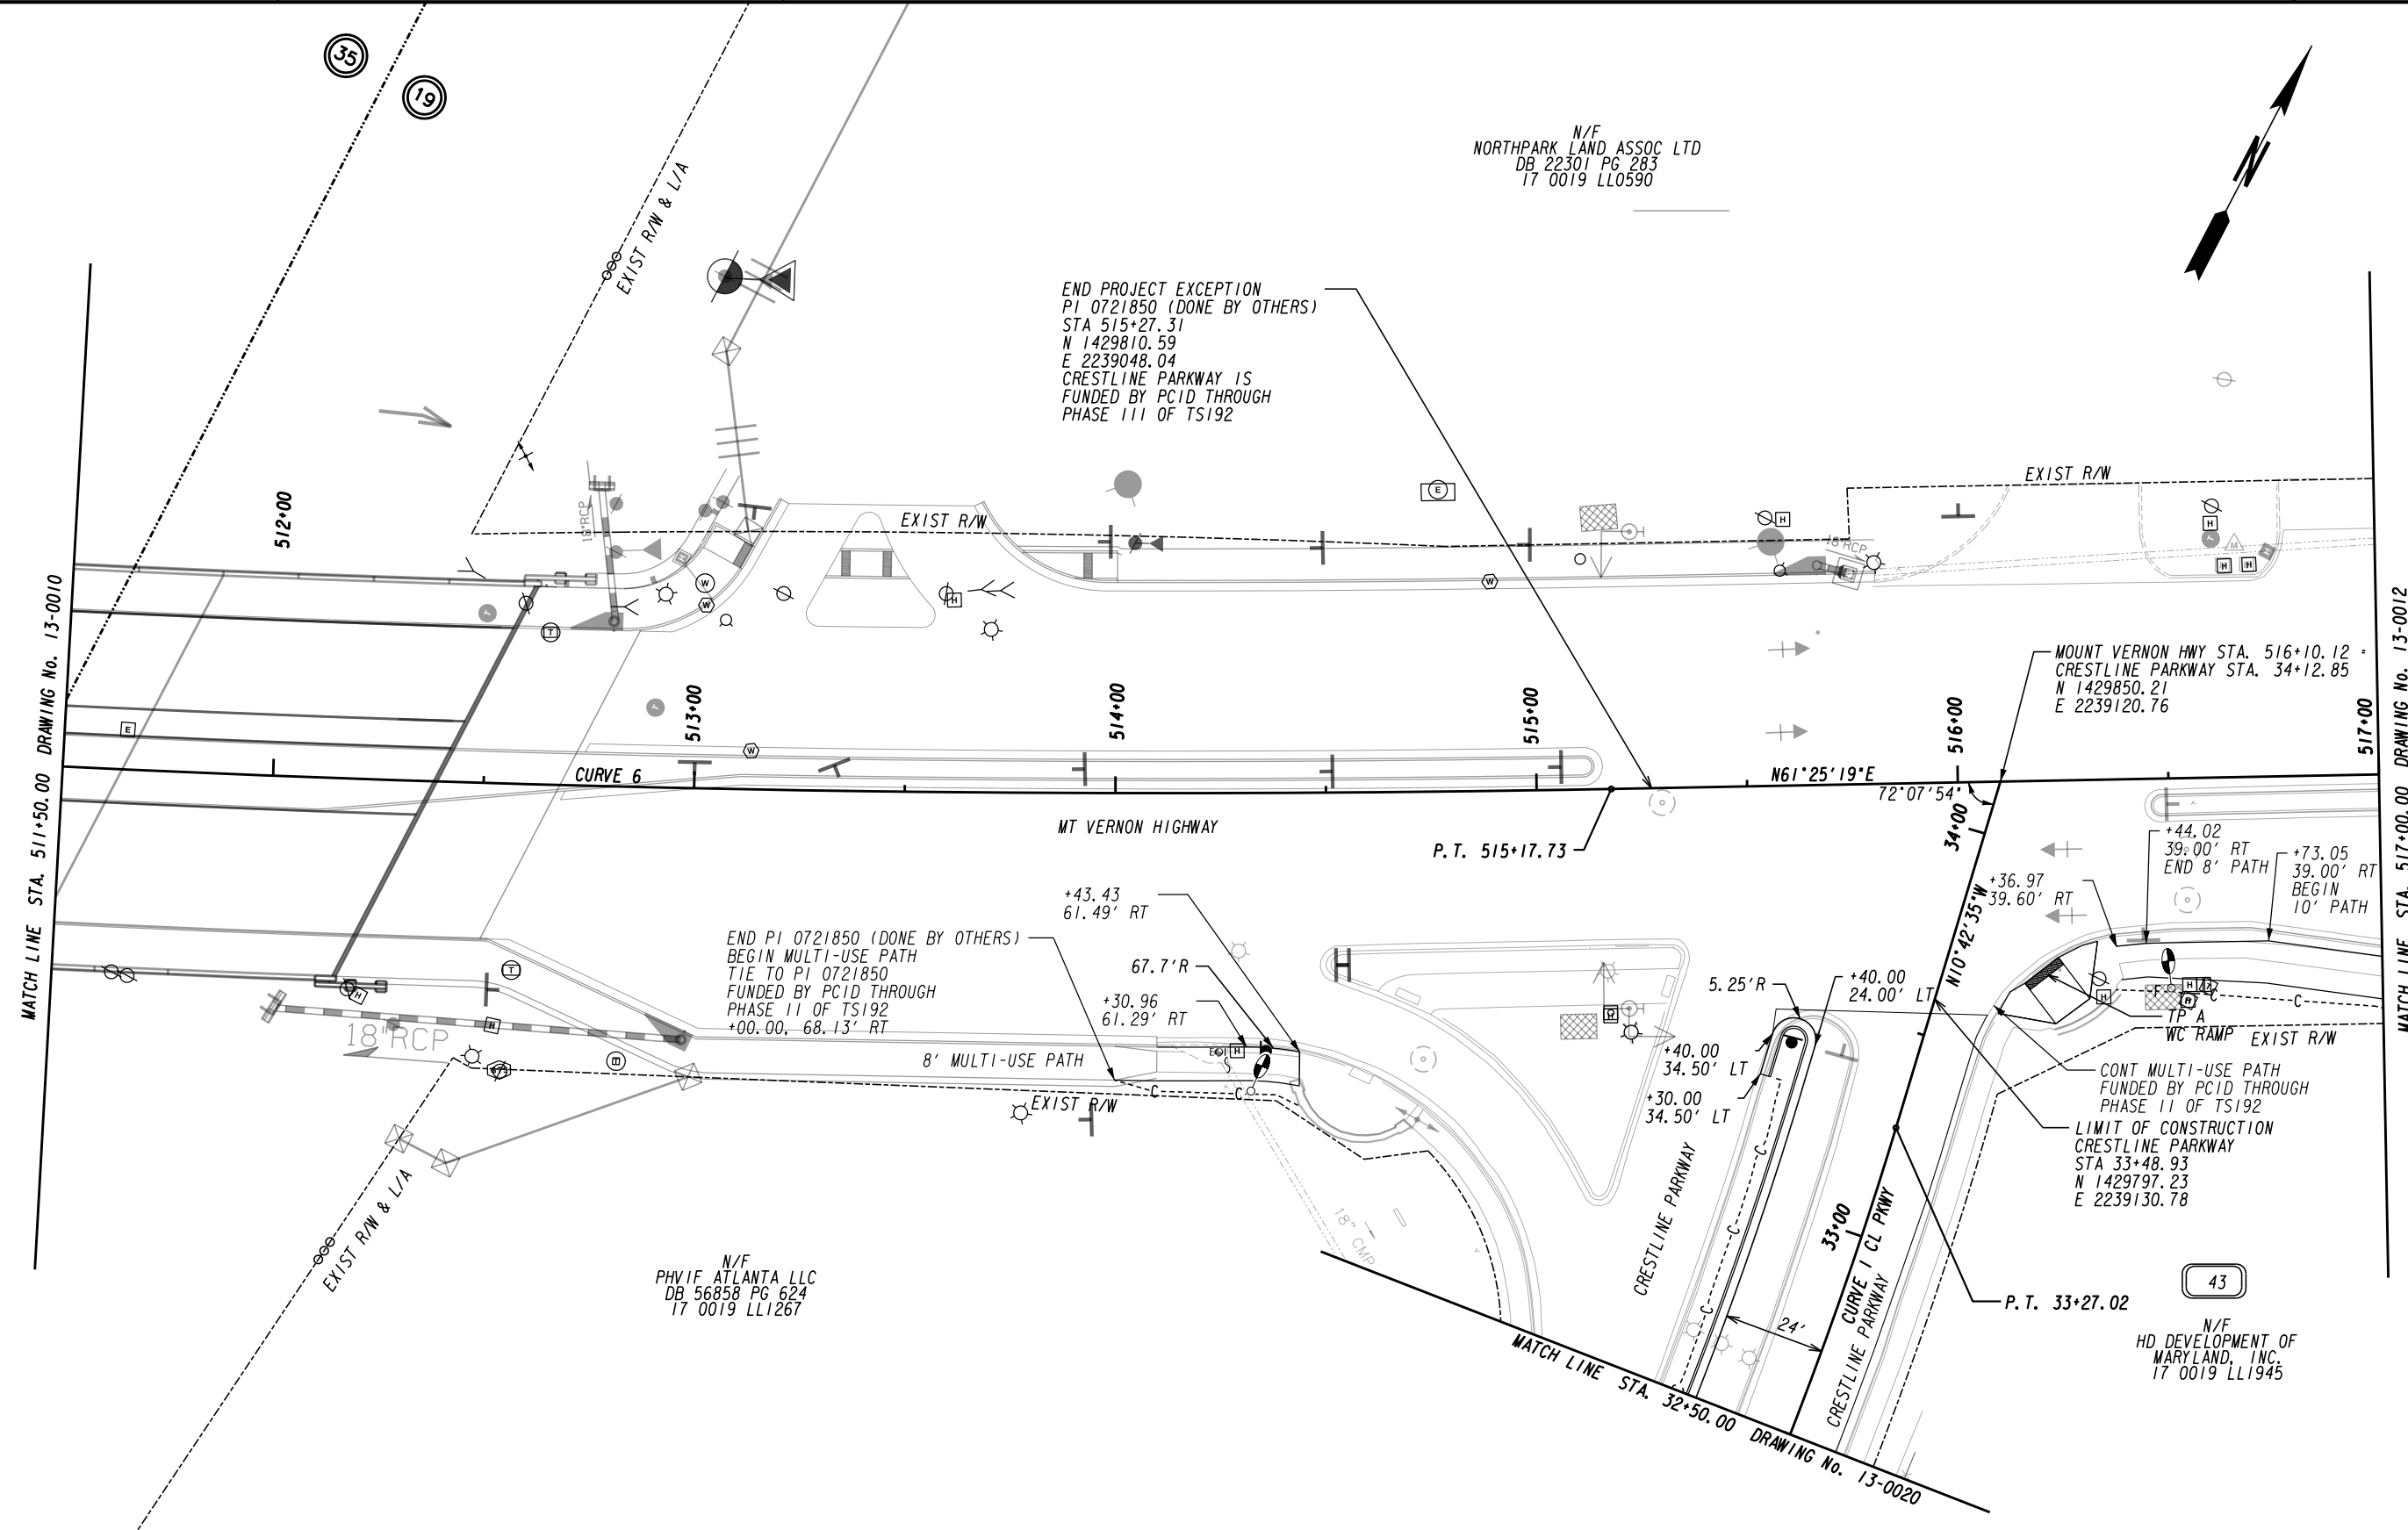 35
19
N/F
NORTHPARK LAND ASSOC LTD
DB 22301 PG 283
17 0019 LL0590
EXIST R/W & L/A
N
END PROJECT EXCEPTION
PI 0721850 (DONE BY OTHERS)
STA 515+27.31
N 1429810.59
E 2239048.04
CRESTLINE PARKWAY IS
FUNDED BY PCID THROUGH
PHASE III OF TS192
EXIST R/W
EXIST R/W
18"RCP
18"RCP
512+00
513+00
514+00
515+00
516+00
517+00
MATCH LINE STA. 511+50.00 DRAWING No. 13-0010
MATCH LINE STA. 517+00.00 DRAWING No. 13-0012
MOUNT VERNON HWY STA. 516+10.12 =
CRESTLINE PARKWAY STA. 34+12.85
N 1429850.21
E 2239120.76
CURVE 6
N61°25'19"E
72°07'54"
MT VERNON HIGHWAY
P.T. 515+17.73
34+00
N10°42'35"W
+44.02
39.00' RT
END 8' PATH
+73.05
39.00' RT
BEGIN
10' PATH
+36.97
39.60' RT
END PI 0721850 (DONE BY OTHERS)
BEGIN MULTI-USE PATH
TIE TO PI 0721850
FUNDED BY PCID THROUGH
PHASE II OF TS192
+00.00, 68.13' RT
+43.43
61.49' RT
67.7'R
+30.96
61.29' RT
8' MULTI-USE PATH
EXIST R/W
18" RCP
EXIST R/W & L/A
5.25'R
+40.00
24.00' LT
+40.00
34.50' LT
+30.00
34.50' LT
TP A
WC RAMP
EXIST R/W
CONT MULTI-USE PATH
FUNDED BY PCID THROUGH
PHASE II OF TS192
LIMIT OF CONSTRUCTION
CRESTLINE PARKWAY
STA 33+48.93
N 1429797.23
E 2239130.78
CRESTLINE PARKWAY
33+00
CURVE 1 CL PKWY
CRESTLINE PARKWAY
24'
P.T. 33+27.02
18" CMP
N/F
PHVIF ATLANTA LLC
DB 56858 PG 624
17 0019 LL1267
43
N/F
HD DEVELOPMENT OF
MARYLAND, INC.
17 0019 LL1945
MATCH LINE STA. 32+50.00 DRAWING No. 13-0020